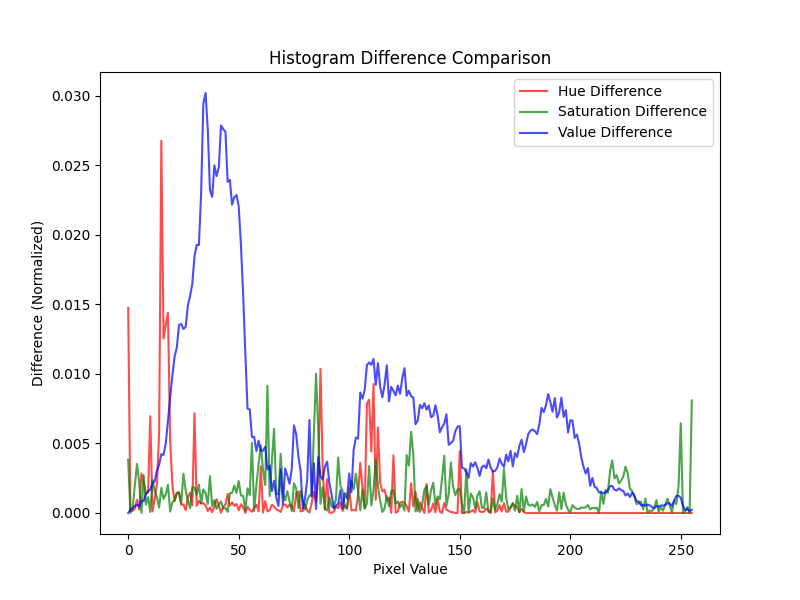 Histogram Difference Comparison
Hue Difference
Saturation Difference
Value Difference
Difference (Normalized)
0.030
0.025
0.020
0.015
0.010
0.005
0.000
0 50 100 150 200 250
Pixel Value